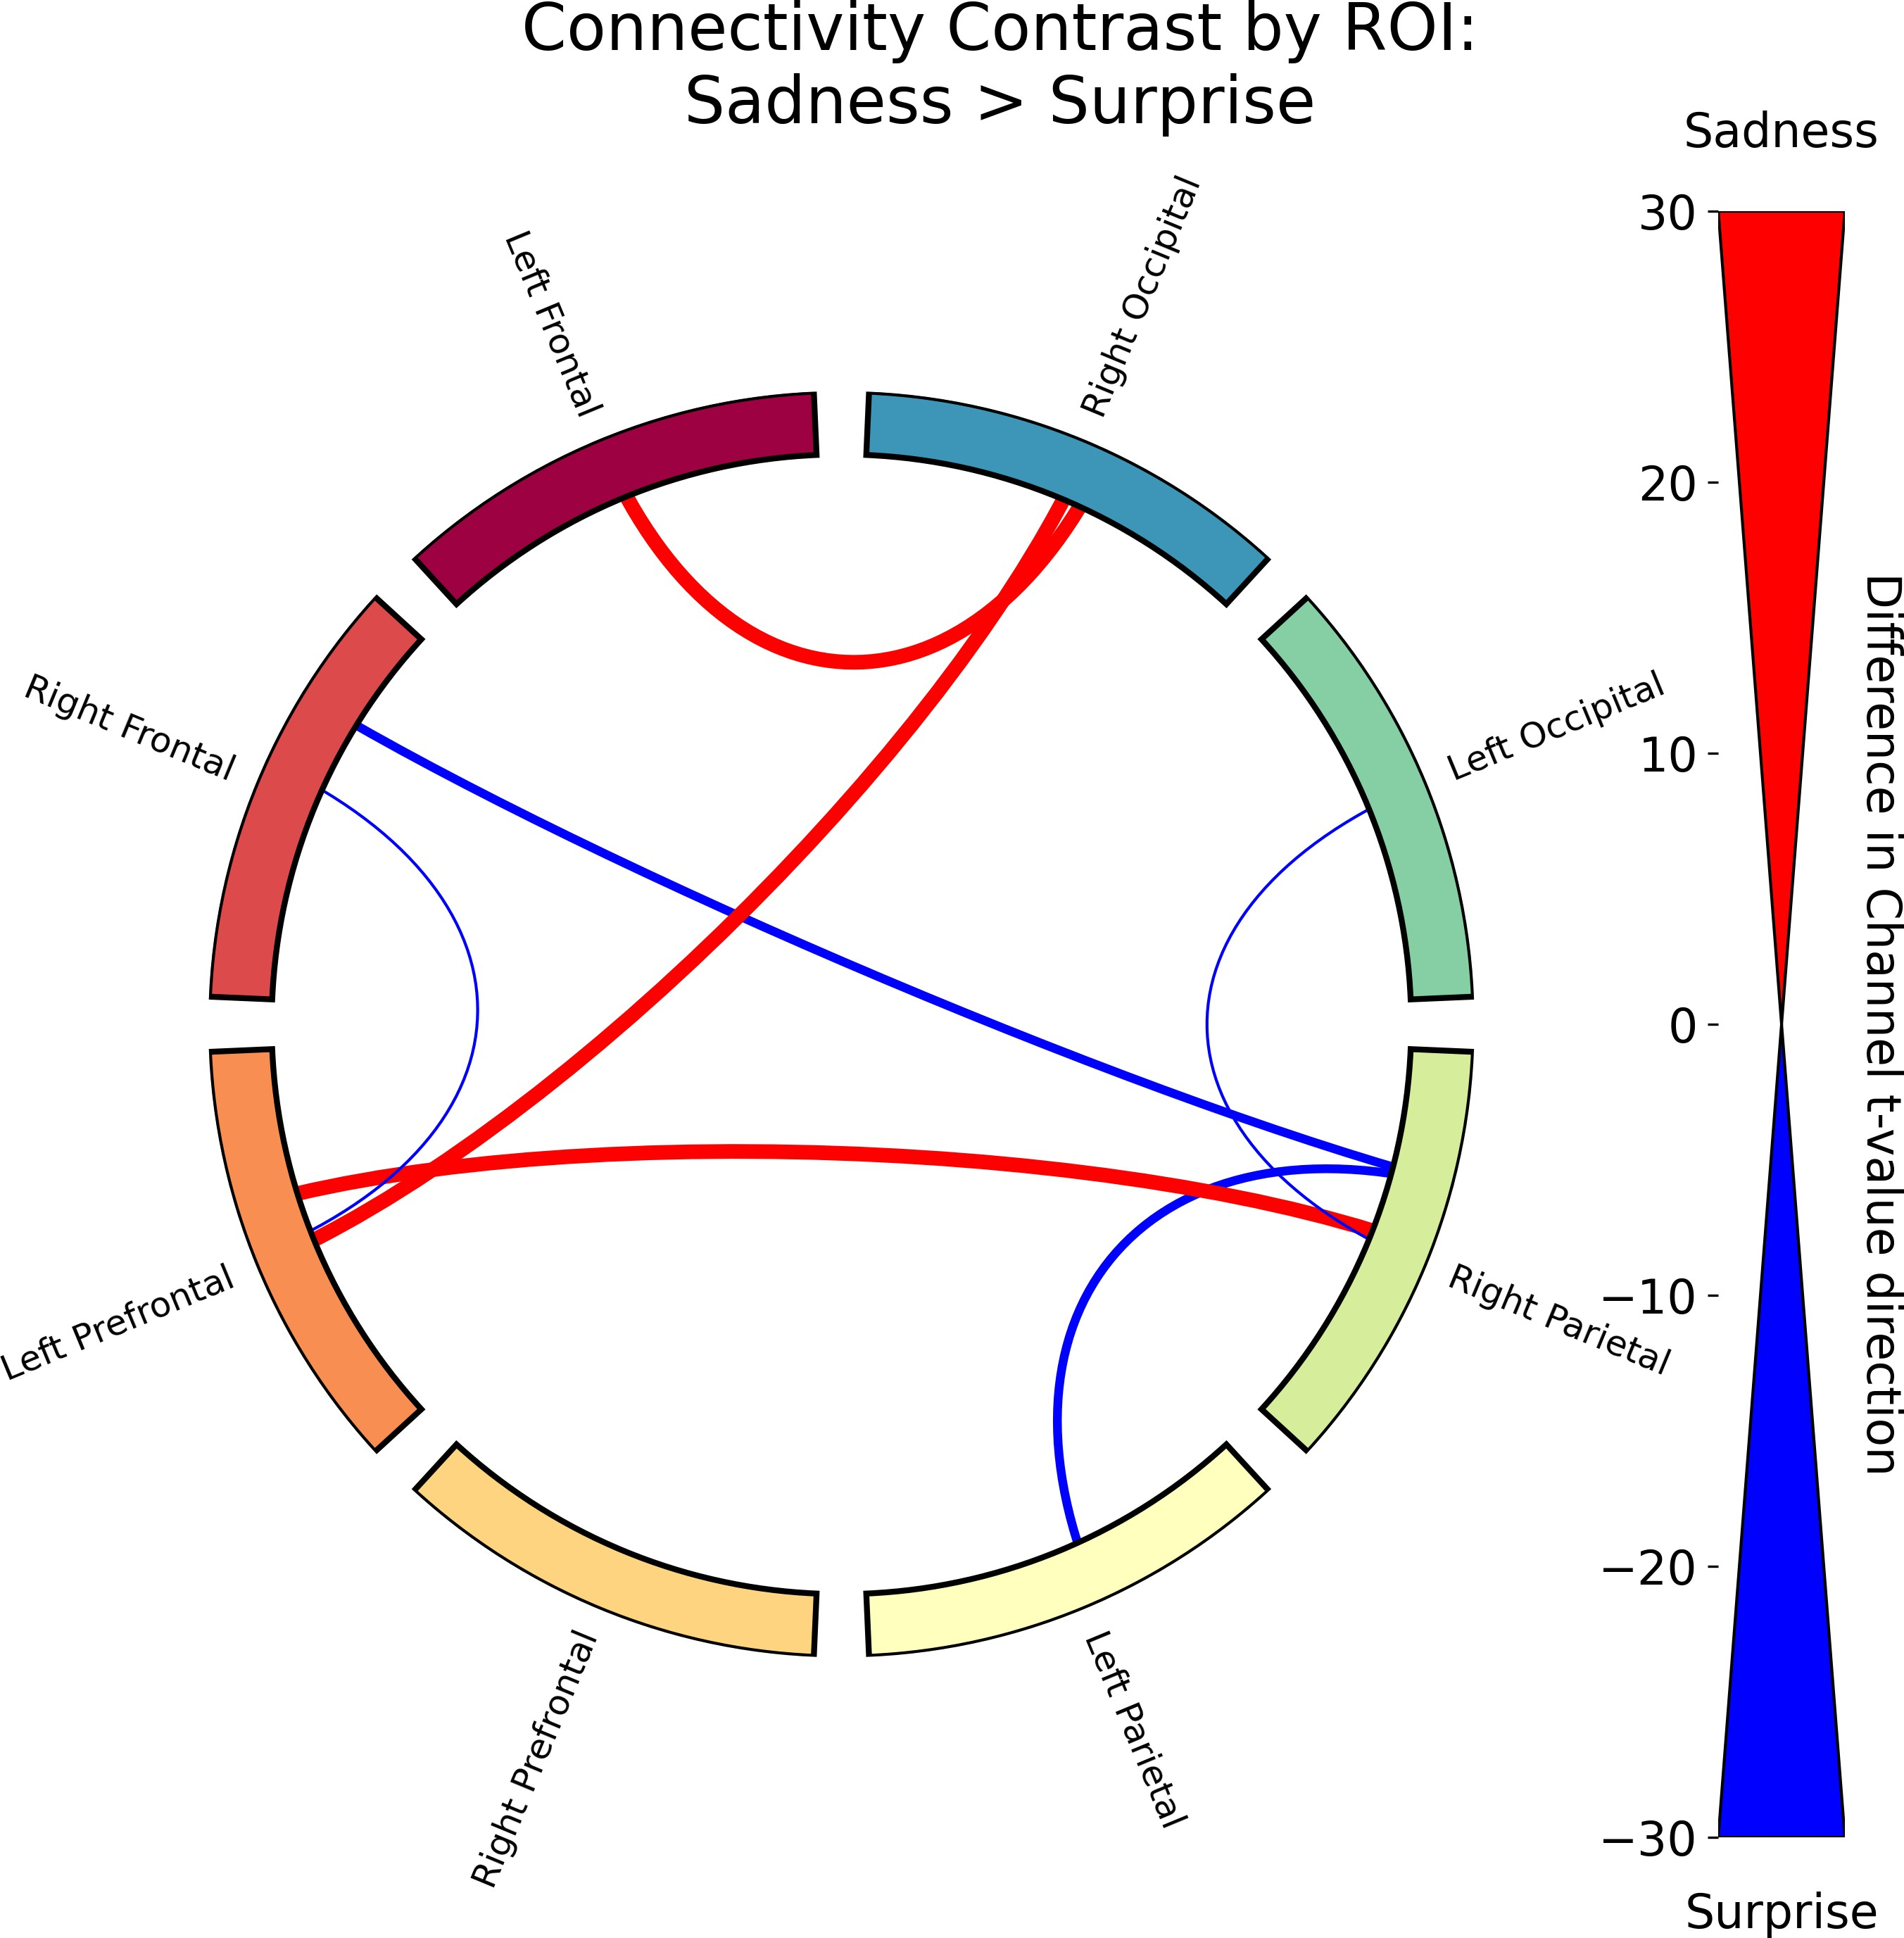 Connectivity Contrast by ROI:
Sadness > Surprise
Sadness
Right Occipital
Left Frontal
30
20
Right Frontal
Left Occipital
10
0
Difference in Channel t-value direction
Left Prefrontal
Right Parietal
−10
−20
Right Prefrontal
Left Parietal
−30
Surprise